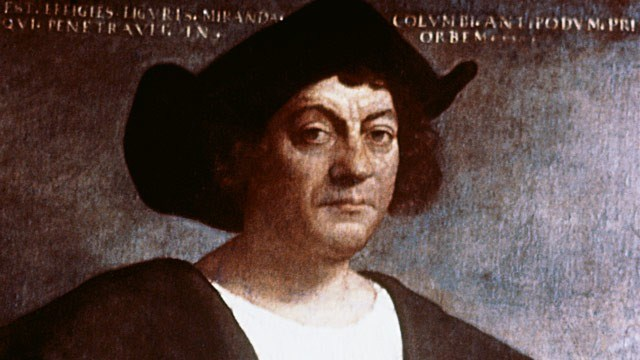 EST. EFFIGIES. LIGVRIS. MIRANDA. COLVMBI. ANTIPODVM. PRI
QVI. PENETRAVIT. IN. ORBEM....